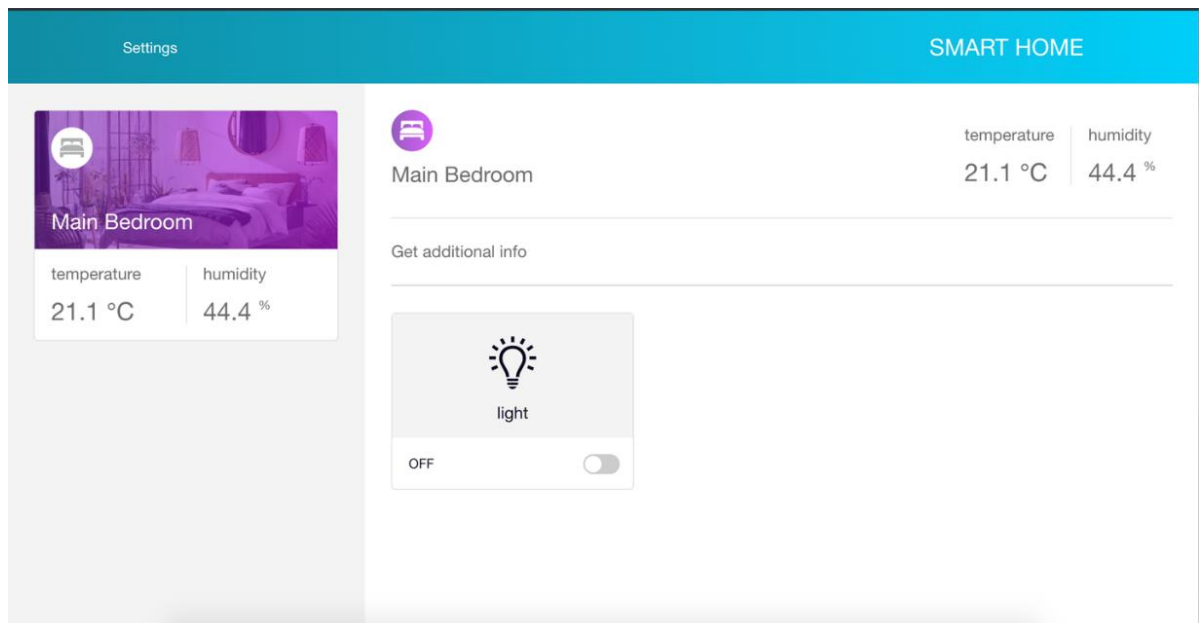 Settings
SMART HOME
Main Bedroom
temperature humidity
21.1 °C 44.4 %
Main Bedroom
temperature humidity
21.1 °C 44.4 %
Get additional info
light
OFF